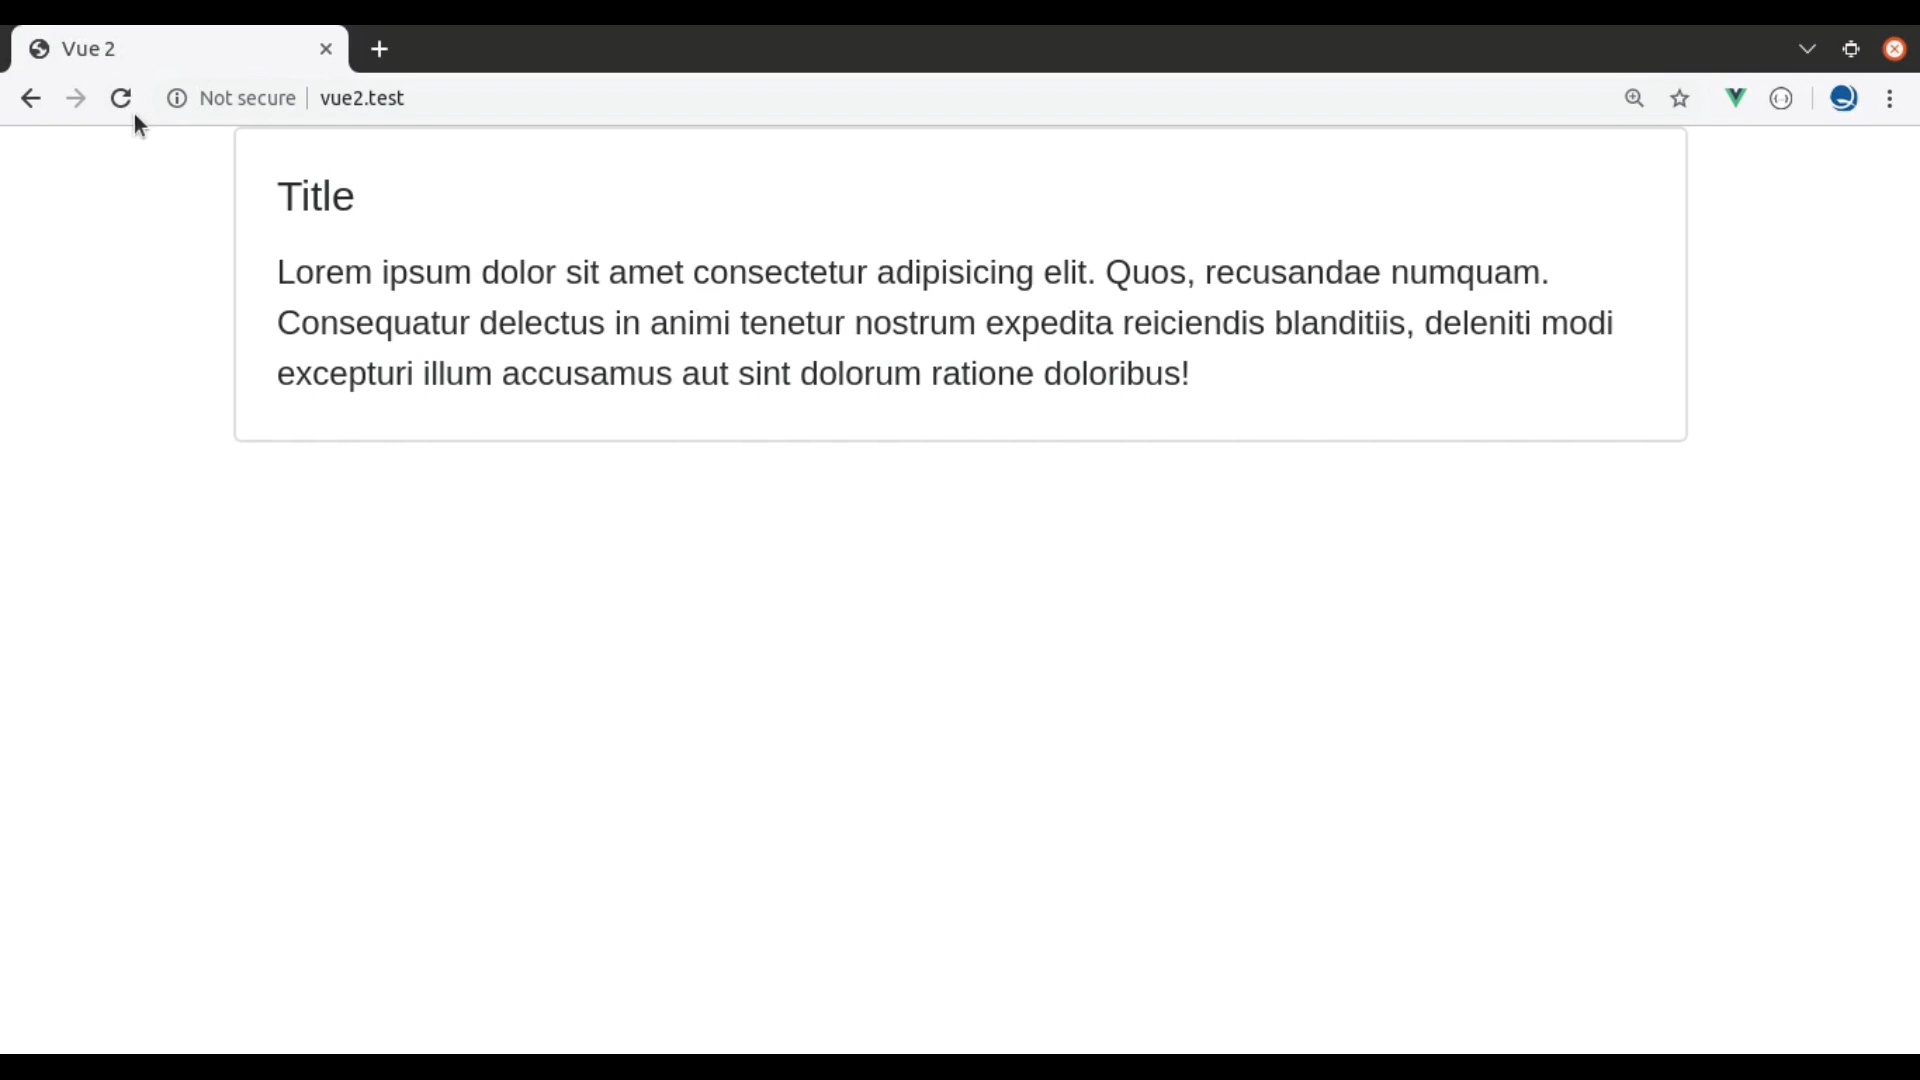 Vue 2
Not secure
vue2.test
Title
Lorem ipsum dolor sit amet consectetur adipisicing elit. Quos, recusandae numquam.
Consequatur delectus in animi tenetur nostrum expedita reiciendis blanditiis, deleniti modi
excepturi illum accusamus aut sint dolorum ratione doloribus!